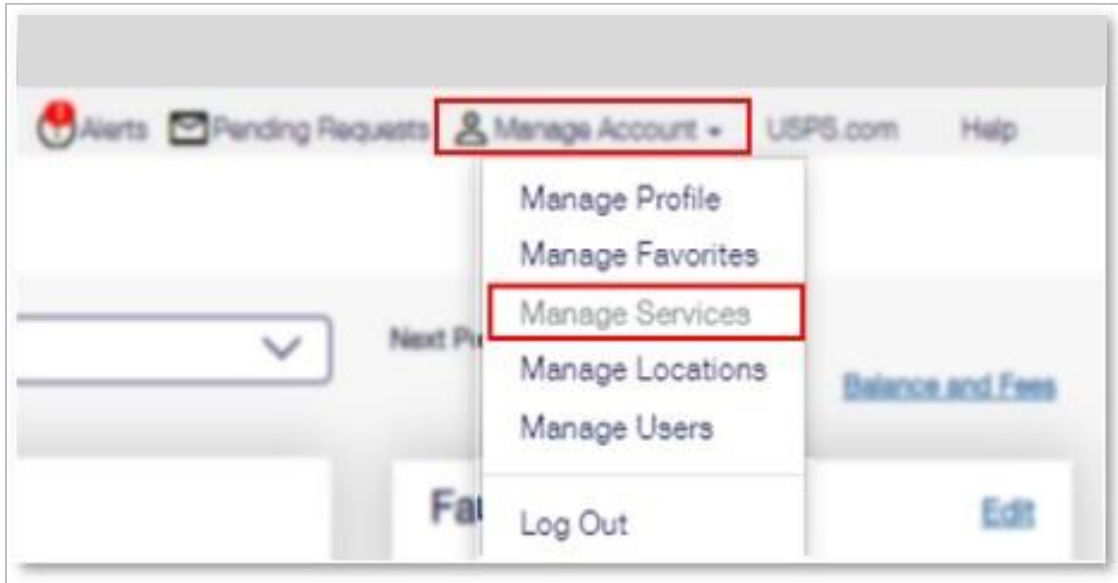 Alerts Pending Requests Manage Account USPS.com Help
Manage Profile
Manage Favorites
Manage Services
Next
Manage Locations
Balance and Fees
Manage Users
Edit
Log Out